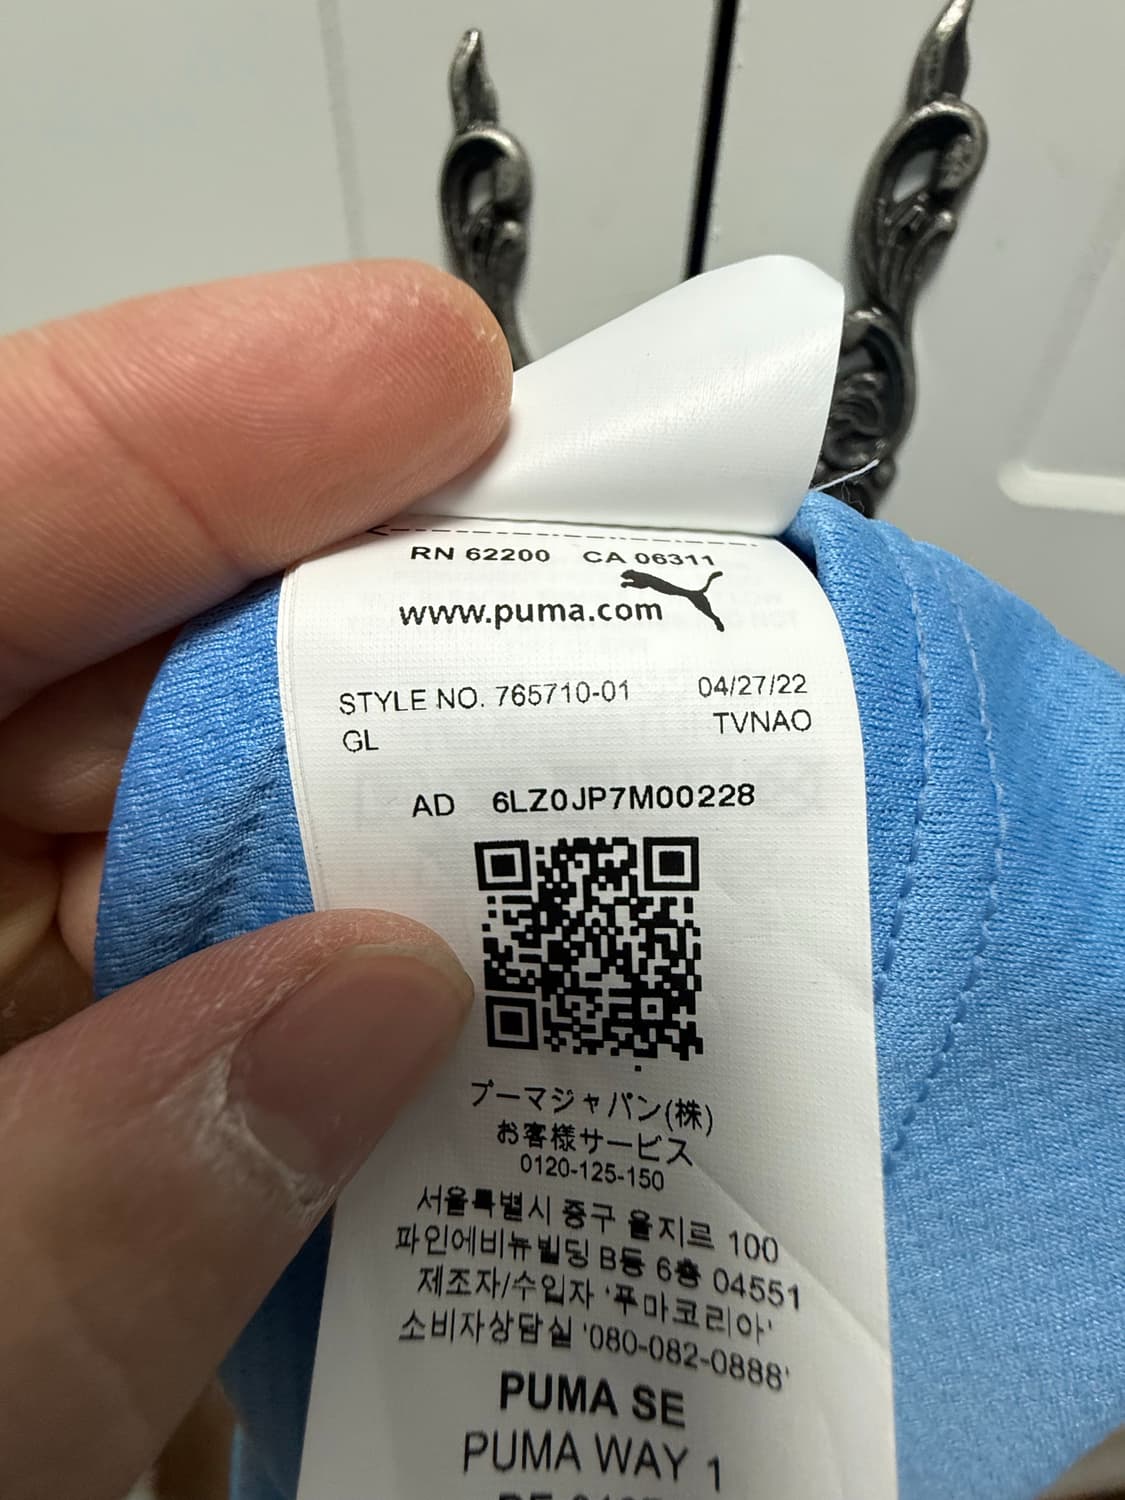 RN 62200 CA 06311
www.puma.com
STYLE NO. 765710-01 04/27/22
GL TVNAO
AD 6LZ0JP7M00228
プーマジャパン(株)
お客様サービス
0120-125-150
서울특별시 중구 을지르 100
파인에비뉴빌딩 B동 6층 04551
제조자/수입자 '푸마코리아'
소비자상담실 '080-082-0888'
PUMA SE
PUMA WAY 1